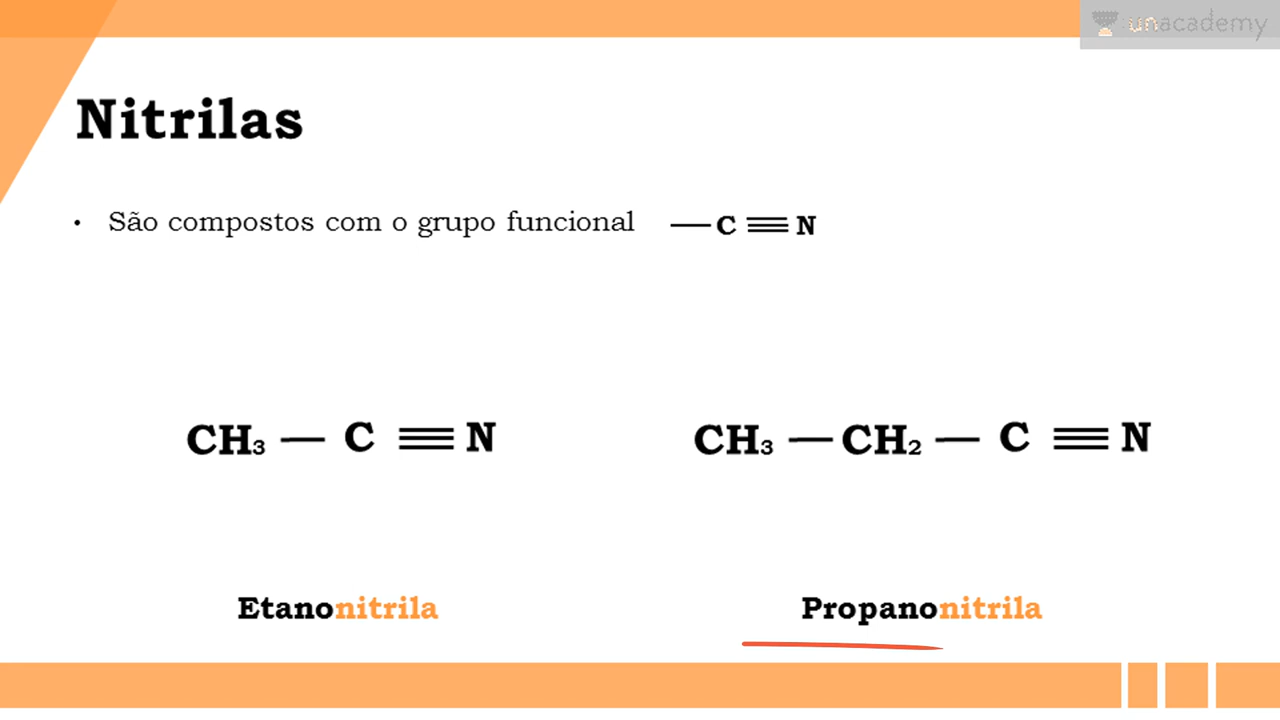 unacademy
Nitrilas
• São compostos com o grupo funcional —C≡N
CH₃ — C ≡ N
CH₃ — CH₂ — C ≡ N
Etanonitrila
Propanonitrila